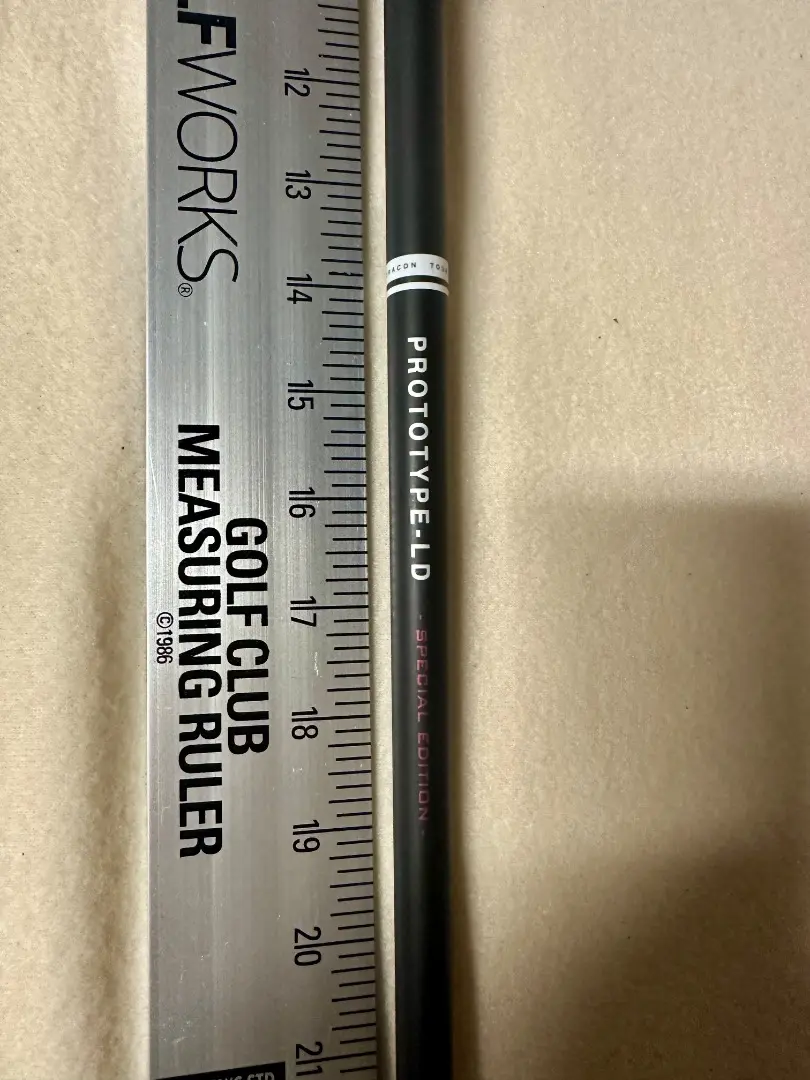 FWORKS®
GOLF CLUB
MEASURING RULER
©1986
12
13
14
15
16
17
18
19
20
21
PROTOTYPE-LD
- SPECIAL EDITION -